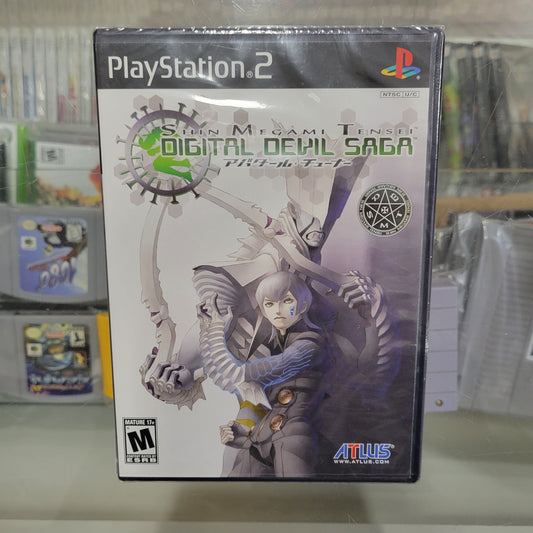 PlayStation®2
NTSC U/C
SHIN MEGAMI TENSEI
DIGITAL DEVIL SAGA™
アバタール・チューナー
MATURE 17+
M
CONTENT RATED BY
ESRB
ATLUS®
WWW.ATLUS.COM